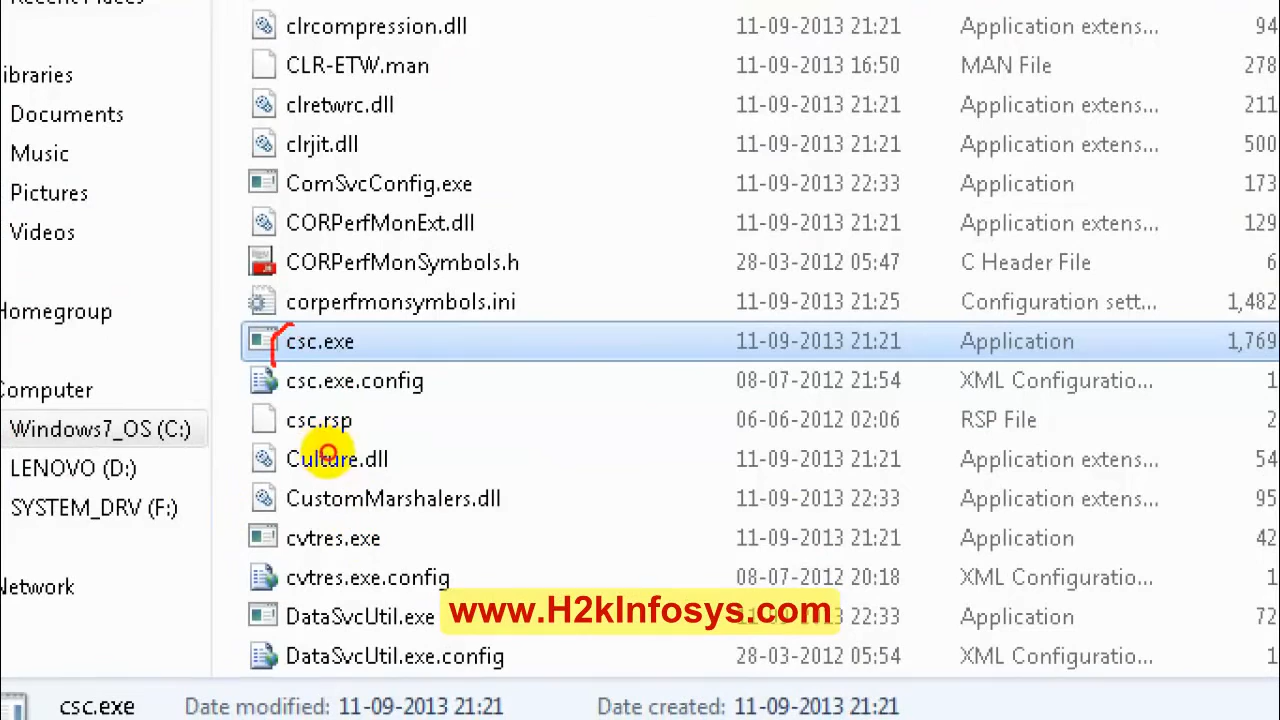 ibraries
Documents
Music
Pictures
Videos
Homegroup
Computer
Windows7_OS (C:)
LENOVO (D:)
SYSTEM_DRV (F:)
Network
clrcompression.dll 11-09-2013 21:21 Application extens... 94
CLR-ETW.man 11-09-2013 16:50 MAN File 278
clretwrc.dll 11-09-2013 21:21 Application extens... 211
clrjit.dll 11-09-2013 21:21 Application extens... 500
ComSvcConfig.exe 11-09-2013 22:33 Application 173
CORPerfMonExt.dll 11-09-2013 21:21 Application extens... 129
CORPerfMonSymbols.h 28-03-2012 05:47 C Header File 6
corperfmonsymbols.ini 11-09-2013 21:25 Configuration sett... 1,482
csc.exe 11-09-2013 21:21 Application 1,769
csc.exe.config 08-07-2012 21:54 XML Configuratio... 1
csc.rsp 06-06-2012 02:06 RSP File 2
Culture.dll 11-09-2013 21:21 Application extens... 54
CustomMarshalers.dll 11-09-2013 22:33 Application extens... 95
cvtres.exe 11-09-2013 21:21 Application 42
cvtres.exe.config 08-07-2012 20:18 XML Configuratio... 1
DataSvcUtil.exe 22:33 Application 72
www.H2kInfosys.com
DataSvcUtil.exe.config 28-03-2012 05:54 XML Configuratio... 1
csc.exe Date modified: 11-09-2013 21:21 Date created: 11-09-2013 21:21